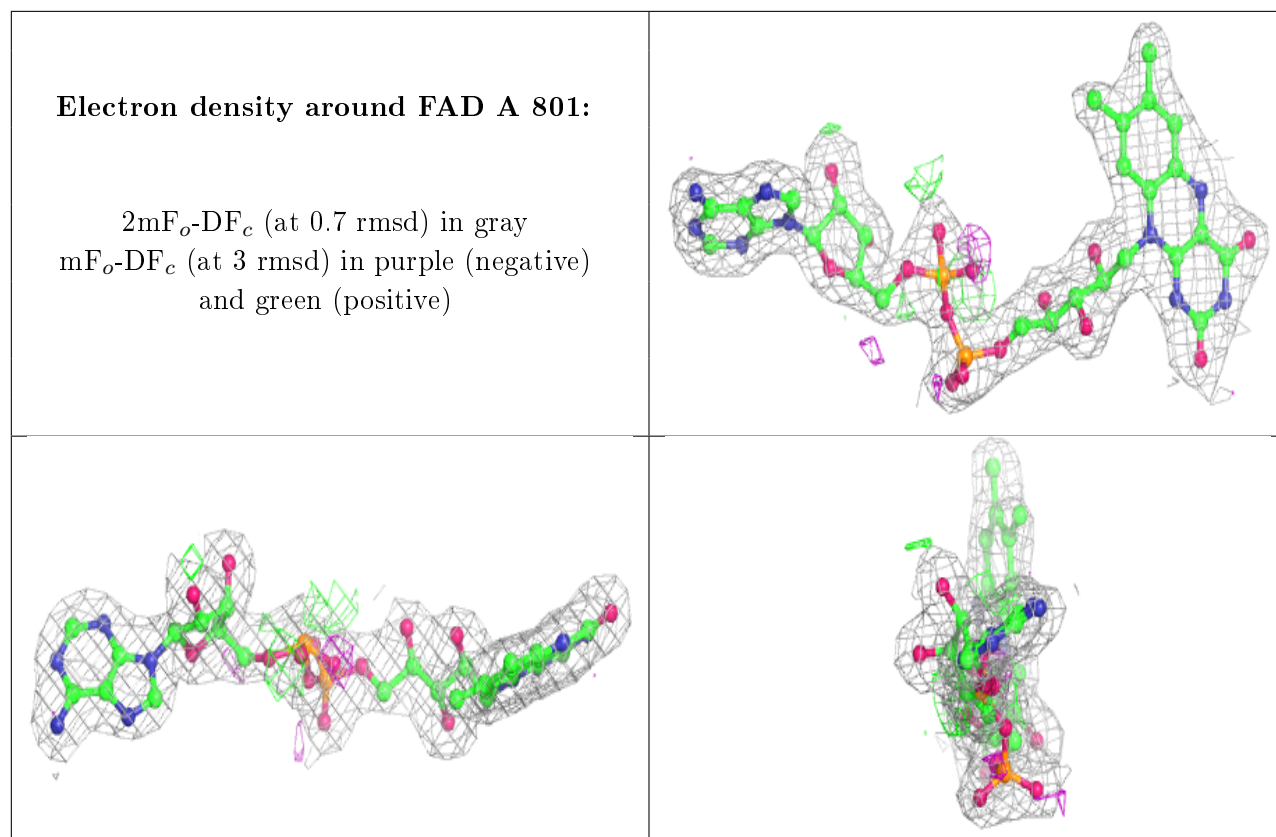 Electron density around FAD A 801:
2mFo-DFc (at 0.7 rmsd) in gray
mFo-DFc (at 3 rmsd) in purple (negative)
and green (positive)